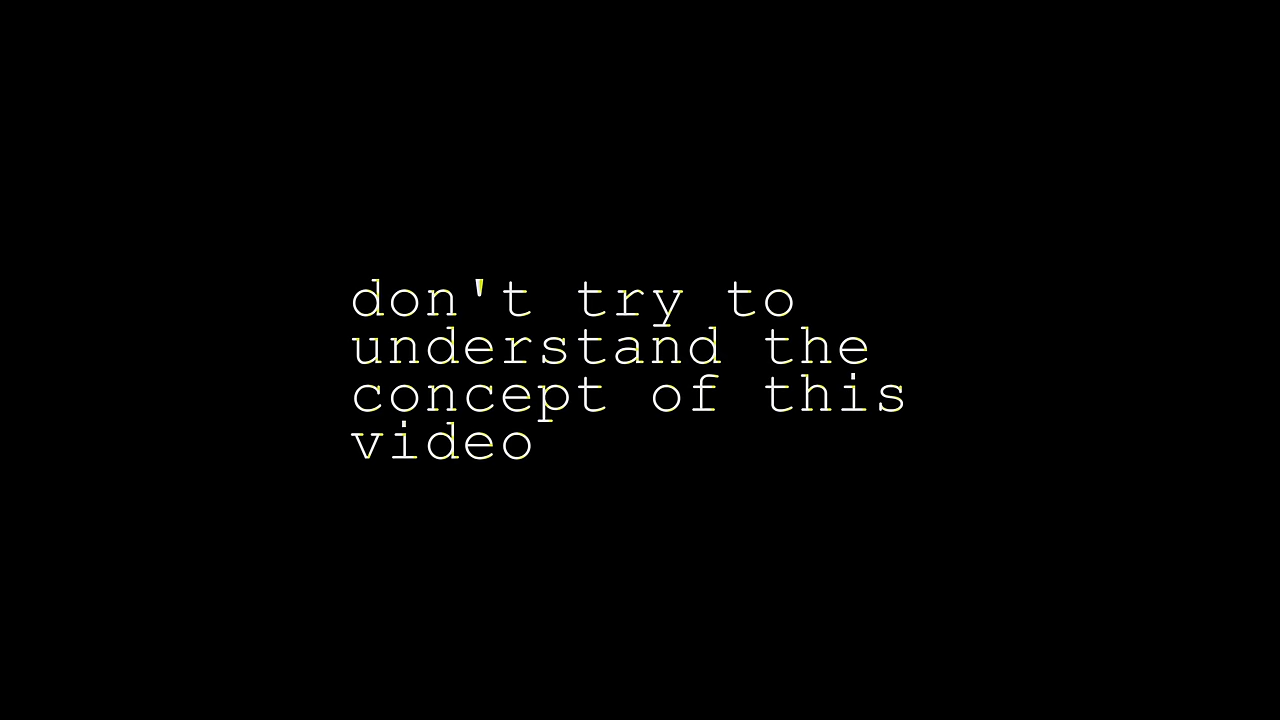 don't try to
understand the
concept of this
video